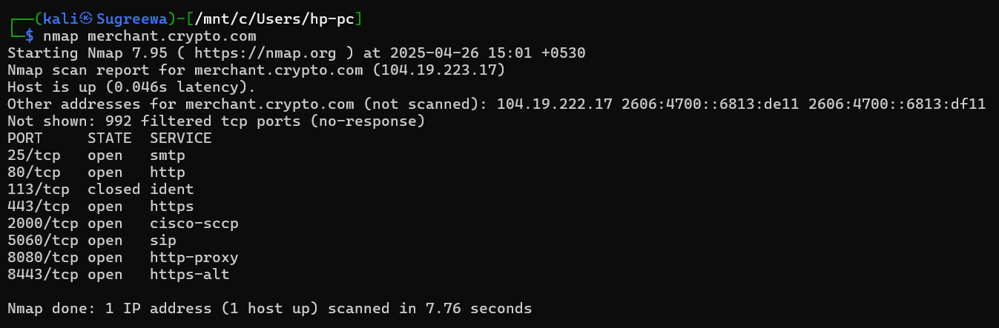 ┌──(kali㉿Sugreewa)-[/mnt/c/Users/hp-pc]
└─$ nmap merchant.crypto.com
Starting Nmap 7.95 ( https://nmap.org ) at 2025-04-26 15:01 +0530
Nmap scan report for merchant.crypto.com (104.19.223.17)
Host is up (0.046s latency).
Other addresses for merchant.crypto.com (not scanned): 104.19.222.17 2606:4700::6813:de11 2606:4700::6813:df11
Not shown: 992 filtered tcp ports (no-response)
PORT     STATE  SERVICE
25/tcp   open   smtp
80/tcp   open   http
113/tcp  closed ident
443/tcp  open   https
2000/tcp open   cisco-sccp
5060/tcp open   sip
8080/tcp open   http-proxy
8443/tcp open   https-alt
Nmap done: 1 IP address (1 host up) scanned in 7.76 seconds